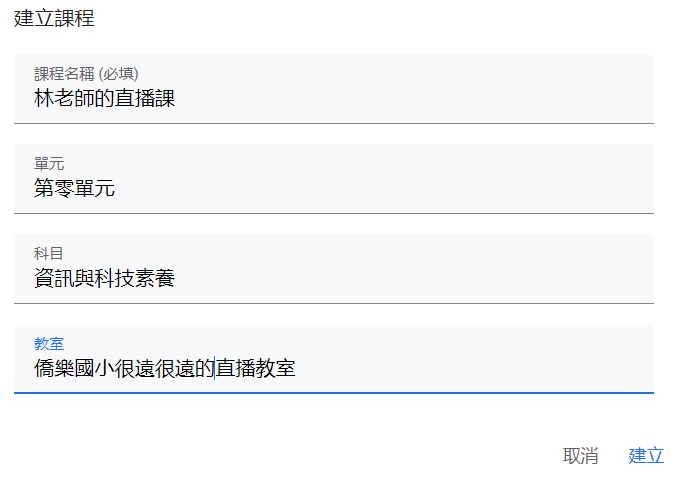 建立課程
課程名稱 (必填)
林老師的直播課
單元
第零單元
科目
資訊與科技素養
教室
僑樂國小很遠很遠的直播教室
取消 建立